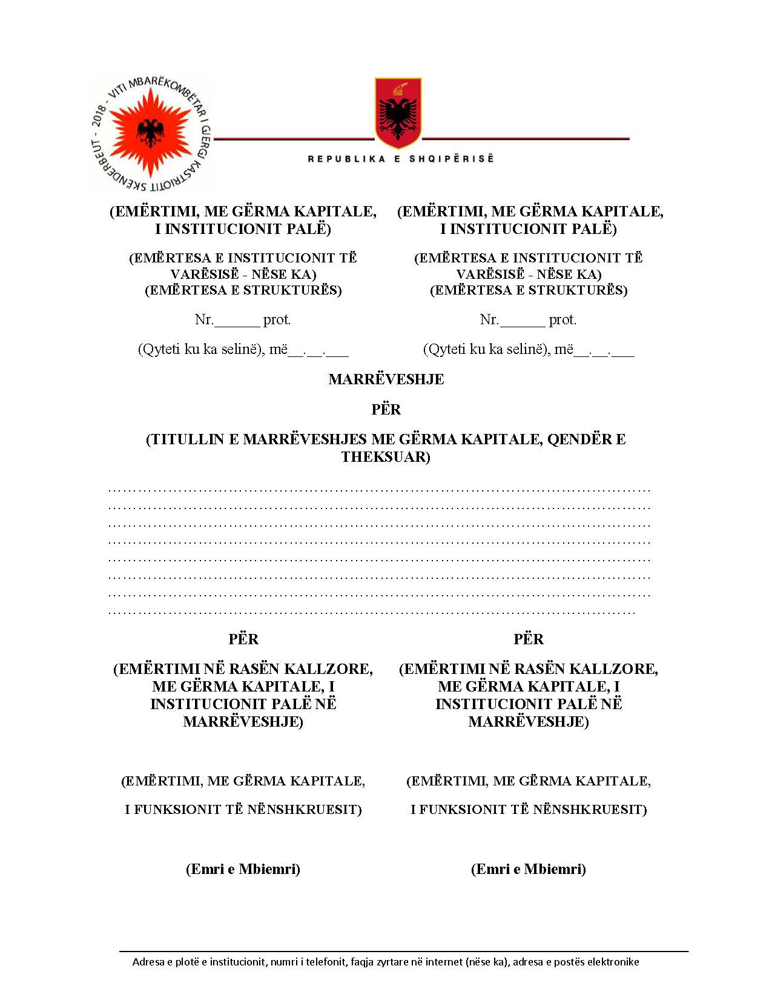 2018 - VITI MBARËKOMBËTAR I GJERGJ KASTRIOTIT SKËNDERBEUT -
REPUBLIKA E SHQIPËRISË
(EMËRTIMI, ME GËRMA KAPITALE,
I INSTITUCIONIT PALË)
(EMËRTESA E INSTITUCIONIT TË
VARËSISË - NËSE KA)
(EMËRTESA E STRUKTURËS)
Nr.______ prot.
(Qyteti ku ka selinë), më__.__.___
(EMËRTIMI, ME GËRMA KAPITALE,
I INSTITUCIONIT PALË)
(EMËRTESA E INSTITUCIONIT TË
VARËSISË - NËSE KA)
(EMËRTESA E STRUKTURËS)
Nr.______ prot.
(Qyteti ku ka selinë), më__.__.___
MARRËVESHJE
PËR
(TITULLIN E MARRËVESHJES ME GËRMA KAPITALE, QENDËR E
THEKSUAR)
PËR
(EMËRTIMI NË RASËN KALLZORE,
ME GËRMA KAPITALE, I
INSTITUCIONIT PALË NË
MARRËVESHJE)
(EMËRTIMI, ME GËRMA KAPITALE,
I FUNKSIONIT TË NËNSHKRUESIT)
(Emri e Mbiemri)
PËR
(EMËRTIMI NË RASËN KALLZORE,
ME GËRMA KAPITALE, I
INSTITUCIONIT PALË NË
MARRËVESHJE)
(EMËRTIMI, ME GËRMA KAPITALE,
I FUNKSIONIT TË NËNSHKRUESIT)
(Emri e Mbiemri)
Adresa e plotë e institucionit, numri i telefonit, faqja zyrtare në internet (nëse ka), adresa e postës elektronike